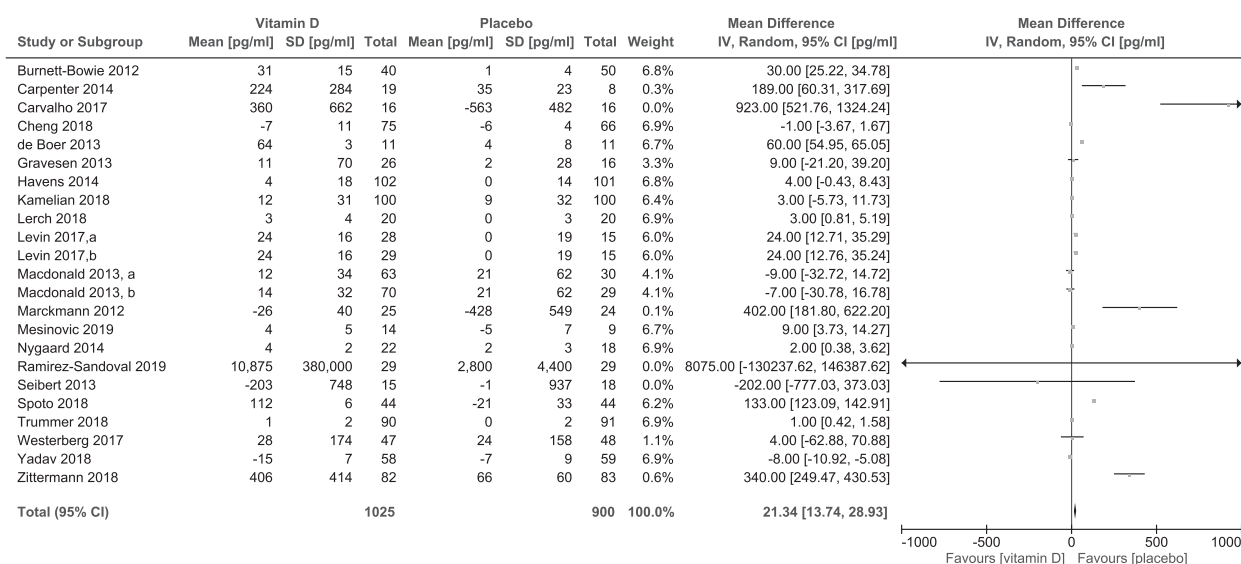 Vitamin D Placebo Mean Difference Mean Difference
Study or Subgroup Mean [pg/ml] SD [pg/ml] Total Mean [pg/ml] SD [pg/ml] Total Weight IV, Random, 95% CI [pg/ml] IV, Random, 95% CI [pg/ml]
Burnett-Bowie 2012 31 15 40 1 4 50 6.8% 30.00 [25.22, 34.78]
Carpenter 2014 224 284 19 35 23 8 0.3% 189.00 [60.31, 317.69]
Carvalho 2017 360 662 16 -563 482 16 0.0% 923.00 [521.76, 1324.24]
Cheng 2018 -7 11 75 -6 4 66 6.9% -1.00 [-3.67, 1.67]
de Boer 2013 64 3 11 4 8 11 6.7% 60.00 [54.95, 65.05]
Gravesen 2013 11 70 26 2 28 16 3.3% 9.00 [-21.20, 39.20]
Havens 2014 4 18 102 0 14 101 6.8% 4.00 [-0.43, 8.43]
Kamelian 2018 12 31 100 9 32 100 6.4% 3.00 [-5.73, 11.73]
Lerch 2018 3 4 20 0 3 20 6.9% 3.00 [0.81, 5.19]
Levin 2017,a 24 16 28 0 19 15 6.0% 24.00 [12.71, 35.29]
Levin 2017,b 24 16 29 0 19 15 6.0% 24.00 [12.76, 35.24]
Macdonald 2013, a 12 34 63 21 62 30 4.1% -9.00 [-32.72, 14.72]
Macdonald 2013, b 14 32 70 21 62 29 4.1% -7.00 [-30.78, 16.78]
Marckmann 2012 -26 40 25 -428 549 24 0.1% 402.00 [181.80, 622.20]
Mesinovic 2019 4 5 14 -5 7 9 6.7% 9.00 [3.73, 14.27]
Nygaard 2014 4 2 22 2 3 18 6.9% 2.00 [0.38, 3.62]
Ramirez-Sandoval 2019 10,875 380,000 29 2,800 4,400 29 0.0% 8075.00 [-130237.62, 146387.62]
Seibert 2013 -203 748 15 -1 937 18 0.0% -202.00 [-777.03, 373.03]
Spoto 2018 112 6 44 -21 33 44 6.2% 133.00 [123.09, 142.91]
Trummer 2018 1 2 90 0 2 91 6.9% 1.00 [0.42, 1.58]
Westerberg 2017 28 174 47 24 158 48 1.1% 4.00 [-62.88, 70.88]
Yadav 2018 -15 7 58 -7 9 59 6.9% -8.00 [-10.92, -5.08]
Zittermann 2018 406 414 82 66 60 83 0.6% 340.00 [249.47, 430.53]
Total (95% CI) 1025 900 100.0% 21.34 [13.74, 28.93]
-1000 -500 0 500 1000
Favours [vitamin D] Favours [placebo]